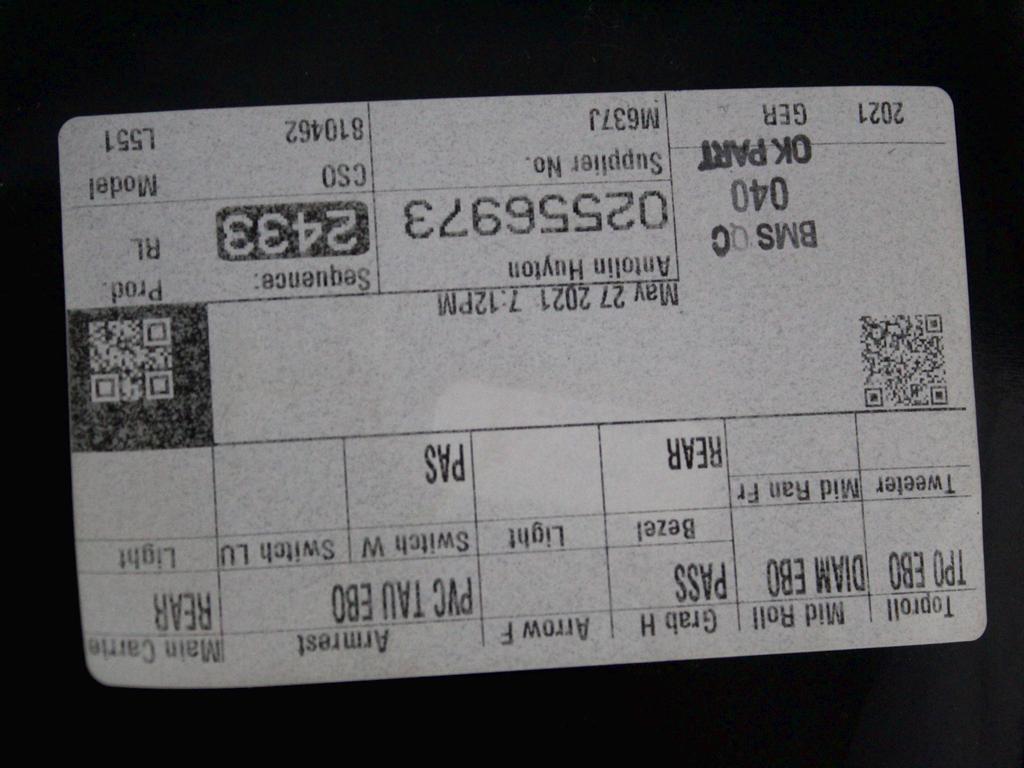 Toproll Mid Roll Grab H Arrow F Armrest Main Carrie
TPO EBO DIAM EBO PASS PVC TAU EBO REAR
Tweeter Mid Ran Fr Bezel Light Switch W Switch LU Light
REAR PAS
May 27 2021 7:12PM
Antolin Huyton Sequence: Prod.
BMS QC 02556973 2433 RL
040
Supplier No. CSO Model
OK PART
2021 GER M637J 810462 L551